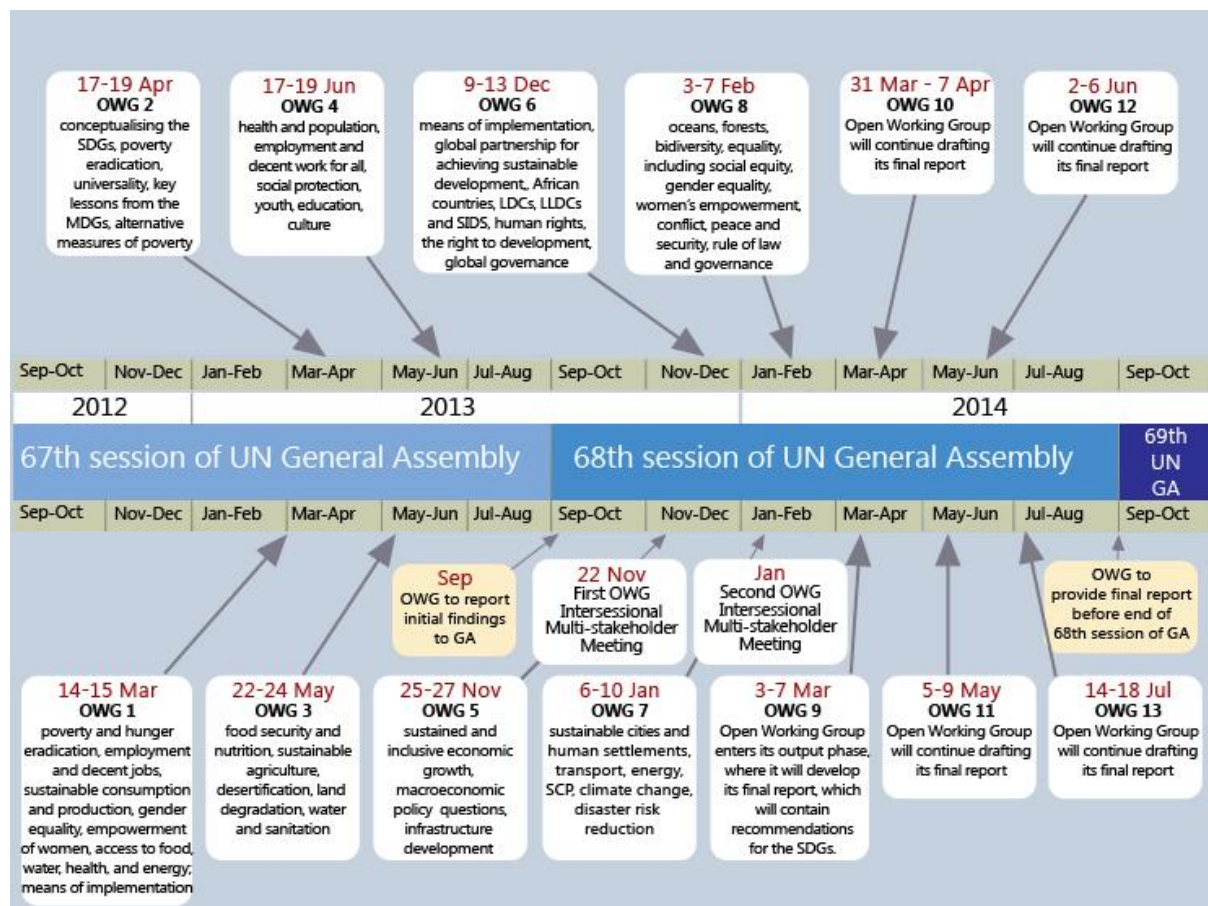 17-19 Apr
OWG 2
conceptualising the
SDGs, poverty
eradication,
universality, key
lessons from the
MDGs, alternative
measures of poverty
17-19 Jun
OWG 4
health and population,
employment and
decent work for all,
social protection,
youth, education,
culture
9-13 Dec
OWG 6
means of implementation,
global partnership for
achieving sustainable
development,, African
countries, LDCs, LLDCs
and SIDS, human rights,
the right to development,
global governance
3-7 Feb
OWG 8
oceans, forests,
bidiversity, equality,
including social equity,
gender equality,
women's empowerment,
conflict, peace and
security, rule of law
and governance
31 Mar - 7 Apr
OWG 10
Open Working Group
will continue drafting
its final report
2-6 Jun
OWG 12
Open Working Group
will continue drafting
its final report
Sep-Oct Nov-Dec Jan-Feb Mar-Apr May-Jun Jul-Aug Sep-Oct Nov-Dec Jan-Feb Mar-Apr May-Jun Jul-Aug Sep-Oct
2012 2013 2014
67th session of UN General Assembly 68th session of UN General Assembly
69th
UN
GA
Sep-Oct Nov-Dec Jan-Feb Mar-Apr May-Jun Jul-Aug Sep-Oct Nov-Dec Jan-Feb Mar-Apr May-Jun Jul-Aug Sep-Oct
Sep
OWG to report
initial findings
to GA
22 Nov
First OWG
Intersessional
Multi-stakeholder
Meeting
Jan
Second OWG
Intersessional
Multi-stakeholder
Meeting
OWG to
provide final report
before end of
68th session of GA
14-15 Mar
OWG 1
poverty and hunger
eradication, employment
and decent jobs,
sustainable consumption
and production, gender
equality, empowerment
of women, access to food,
water, health, and energy;
means of implementation
22-24 May
OWG 3
food security and
nutrition, sustainable
agriculture,
desertification, land
degradation, water
and sanitation
25-27 Nov
OWG 5
sustained and
inclusive economic
growth,
macroeconomic
policy questions,
infrastructure
development
6-10 Jan
OWG 7
sustainable cities and
human settlements,
transport, energy,
SCP, climate change,
disaster risk
reduction
3-7 Mar
OWG 9
Open Working Group
enters its output phase,
where it will develop
its final report, which
will contain
recommendations
for the SDGs.
5-9 May
OWG 11
Open Working Group
will continue drafting
its final report
14-18 Jul
OWG 13
Open Working Group
will continue drafting
its final report